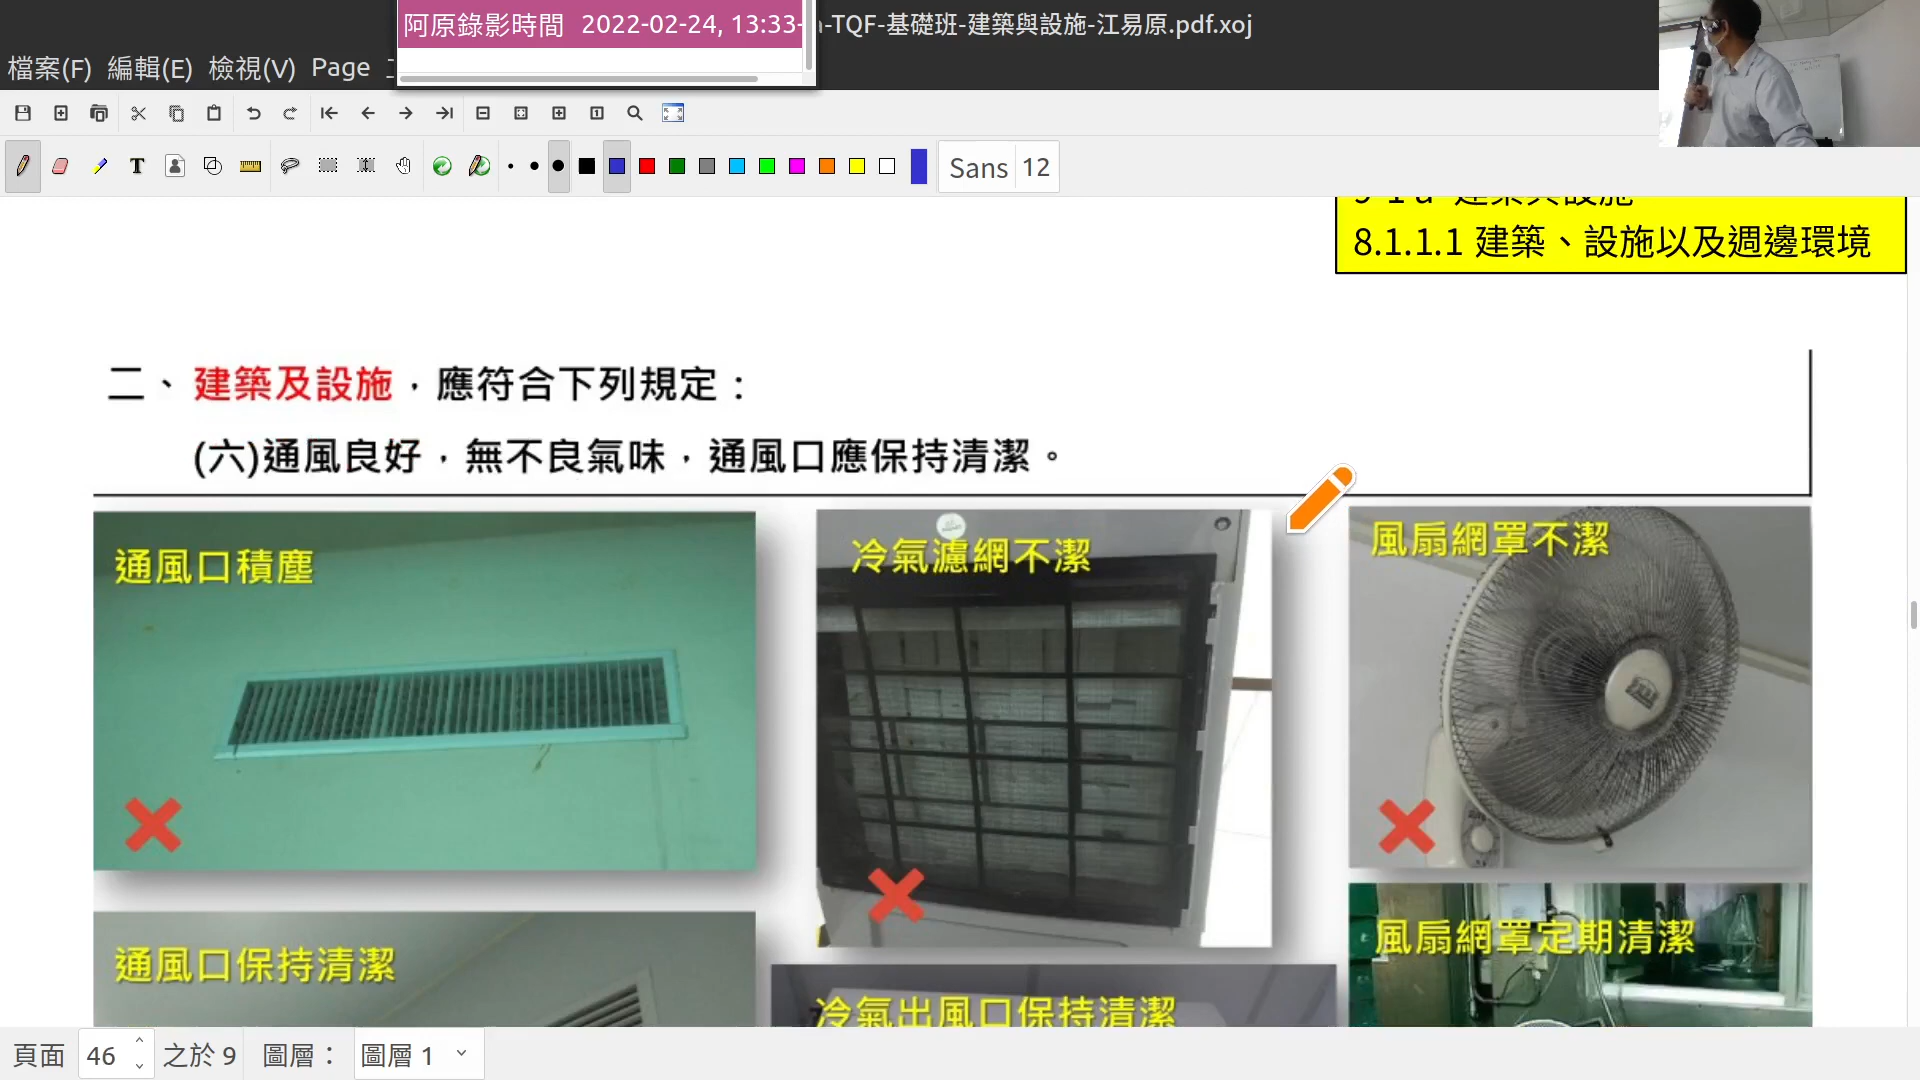 阿原錄影時間 2022-02-24, 13:33-
-TQF-基礎班-建築與設施-江易原.pdf.xoj
檔案(F) 編輯(E) 檢視(V) Page
Sans 12
建築與設施
8.1.1.1 建築、設施以及週邊環境
二、建築及設施，應符合下列規定：
(六)通風良好，無不良氣味，通風口應保持清潔。
通風口積塵
冷氣濾網不潔
風扇網罩不潔
通風口保持清潔
冷氣出風口保持清潔
風扇網罩定期清潔
頁面 46 之於 9 圖層： 圖層 1